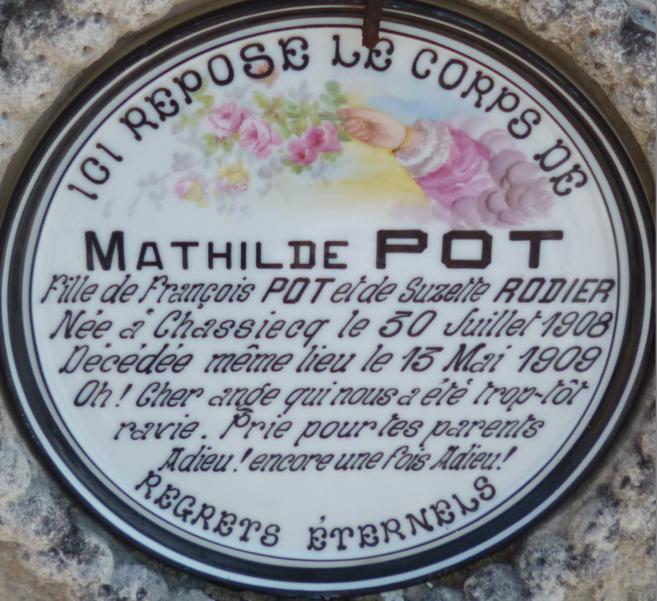 ICI REPOSE LE CORPS DE
MATHILDE POT
Fille de François POT et de Suzette RODIER
Née à Chassiecq le 30 Juillet 1908
Décédée même lieu le 13 Mai 1909
Oh ! Cher ange qui nous a été trop-tôt
ravie. Prie pour tes parents
Adieu ! encore une fois Adieu !
REGRETS ÉTERNELS